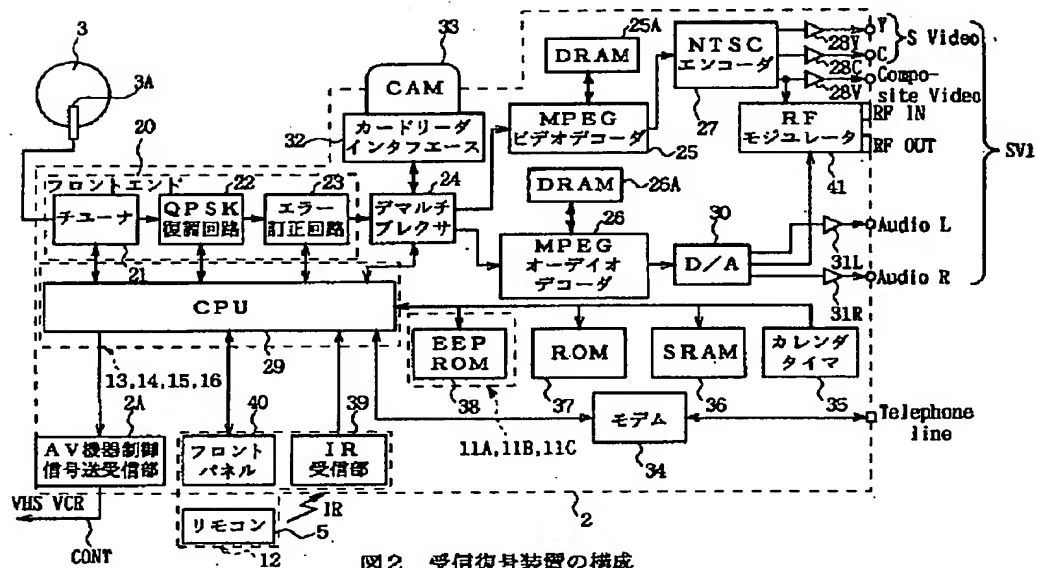 3
3A
33
CAM
カードリーダ
インタフエース
32
25A
DRAM
MPEG
ビデオデコーダ
25
NTSC
エンコーダ
27
28Y
28C
28V
Y
C
S Video
Compo-
site Video
RF
モジユレータ
RF IN
RF OUT
41
SV1
20
フロントエンド
チユーナ
21
22
QPSK
復調回路
23
エラー
訂正回路
24
デマルチ
プレクサ
DRAM
26A
26
MPEG
オーデイオ
デコーダ
30
D/A
31L
31R
Audio L
Audio R
CPU
29
13,14,15,16
EEP
ROM
38
11A,11B,11C
ROM
37
SRAM
36
カレンダ
タイマ
35
モデム
34
Telephone
line
2A
AV機器制御
信号送受信部
VHS VCR
CONT
40
フロント
パネル
39
IR
受信部
IR
リモコン
5
12
2
図2 受信復号装置の構成